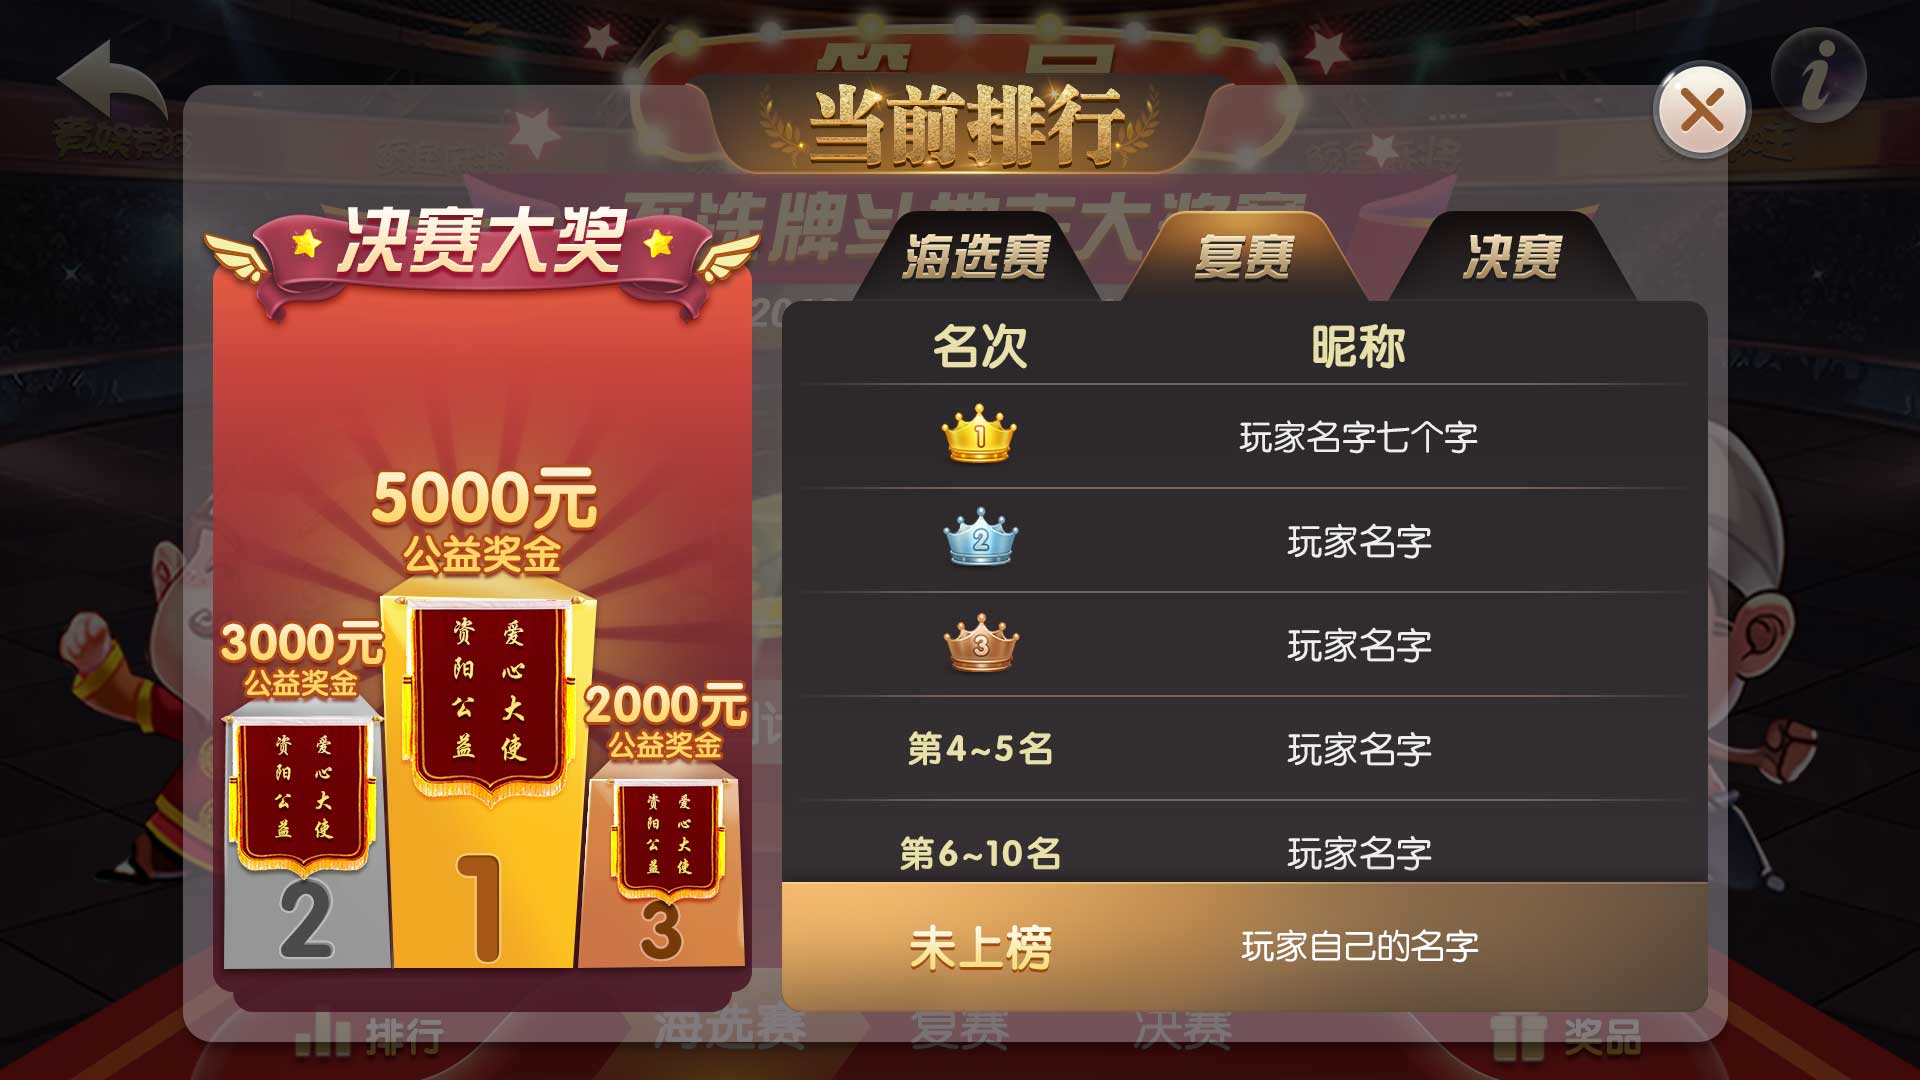 当前排行
决赛大奖
5000元
公益奖金
3000元
公益奖金
2000元
公益奖金
爱心大使
资阳公益
爱心大使
资阳公益
爱心大使
资阳公益
2
1
3
海选赛 复赛 决赛
名次 昵称
1 玩家名字七个字
2 玩家名字
3 玩家名字
第4~5名 玩家名字
第6~10名 玩家名字
未上榜 玩家自己的名字
排行 海选赛 复赛 决赛 奖品